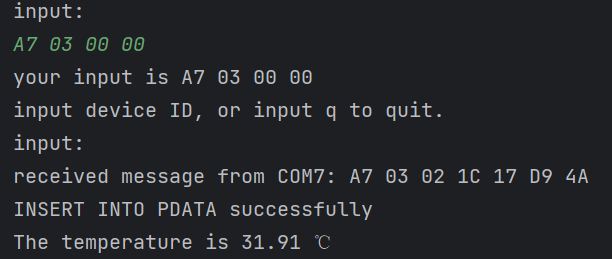 input:
A7 03 00 00
your input is A7 03 00 00
input device ID, or input q to quit.
input:
received message from COM7: A7 03 02 1C 17 D9 4A
INSERT INTO PDATA successfully
The temperature is 31.91 ℃